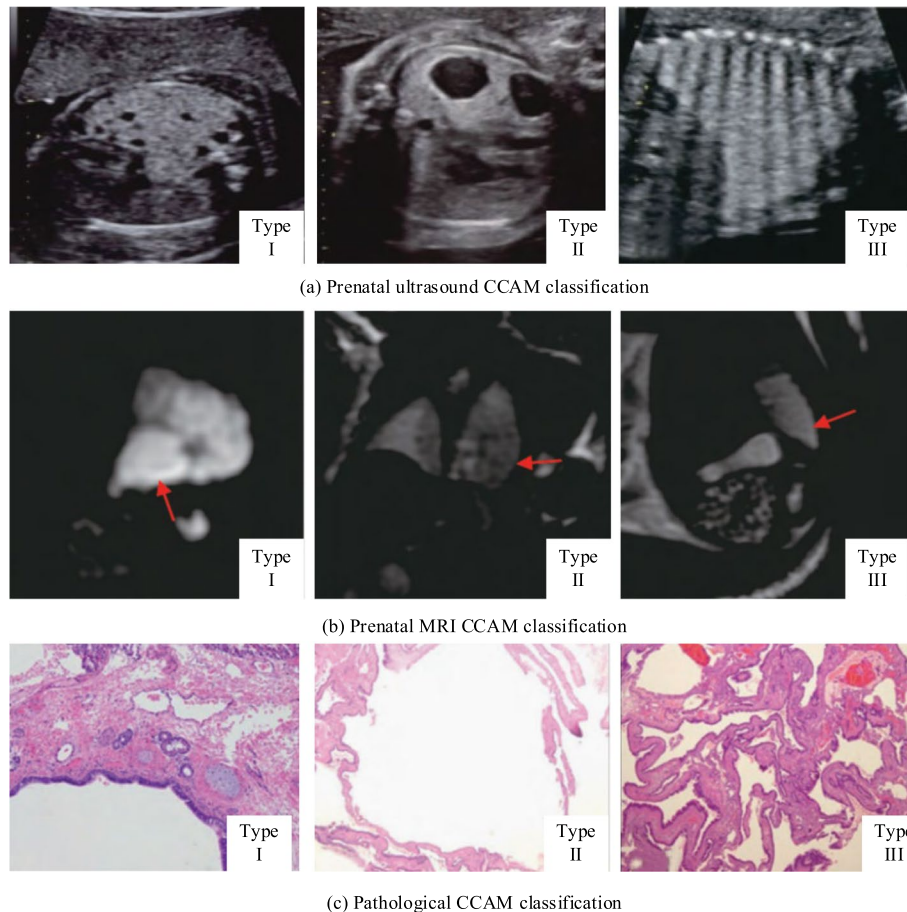 Type
I
Type
II
Type
III
(a) Prenatal ultrasound CCAM classification
Type
I
Type
II
Type
III
(b) Prenatal MRI CCAM classification
Type
I
Type
II
Type
III
(c) Pathological CCAM classification